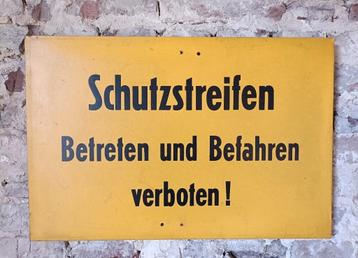 Schutzstreifen
Betreten und Befahren
verboten!